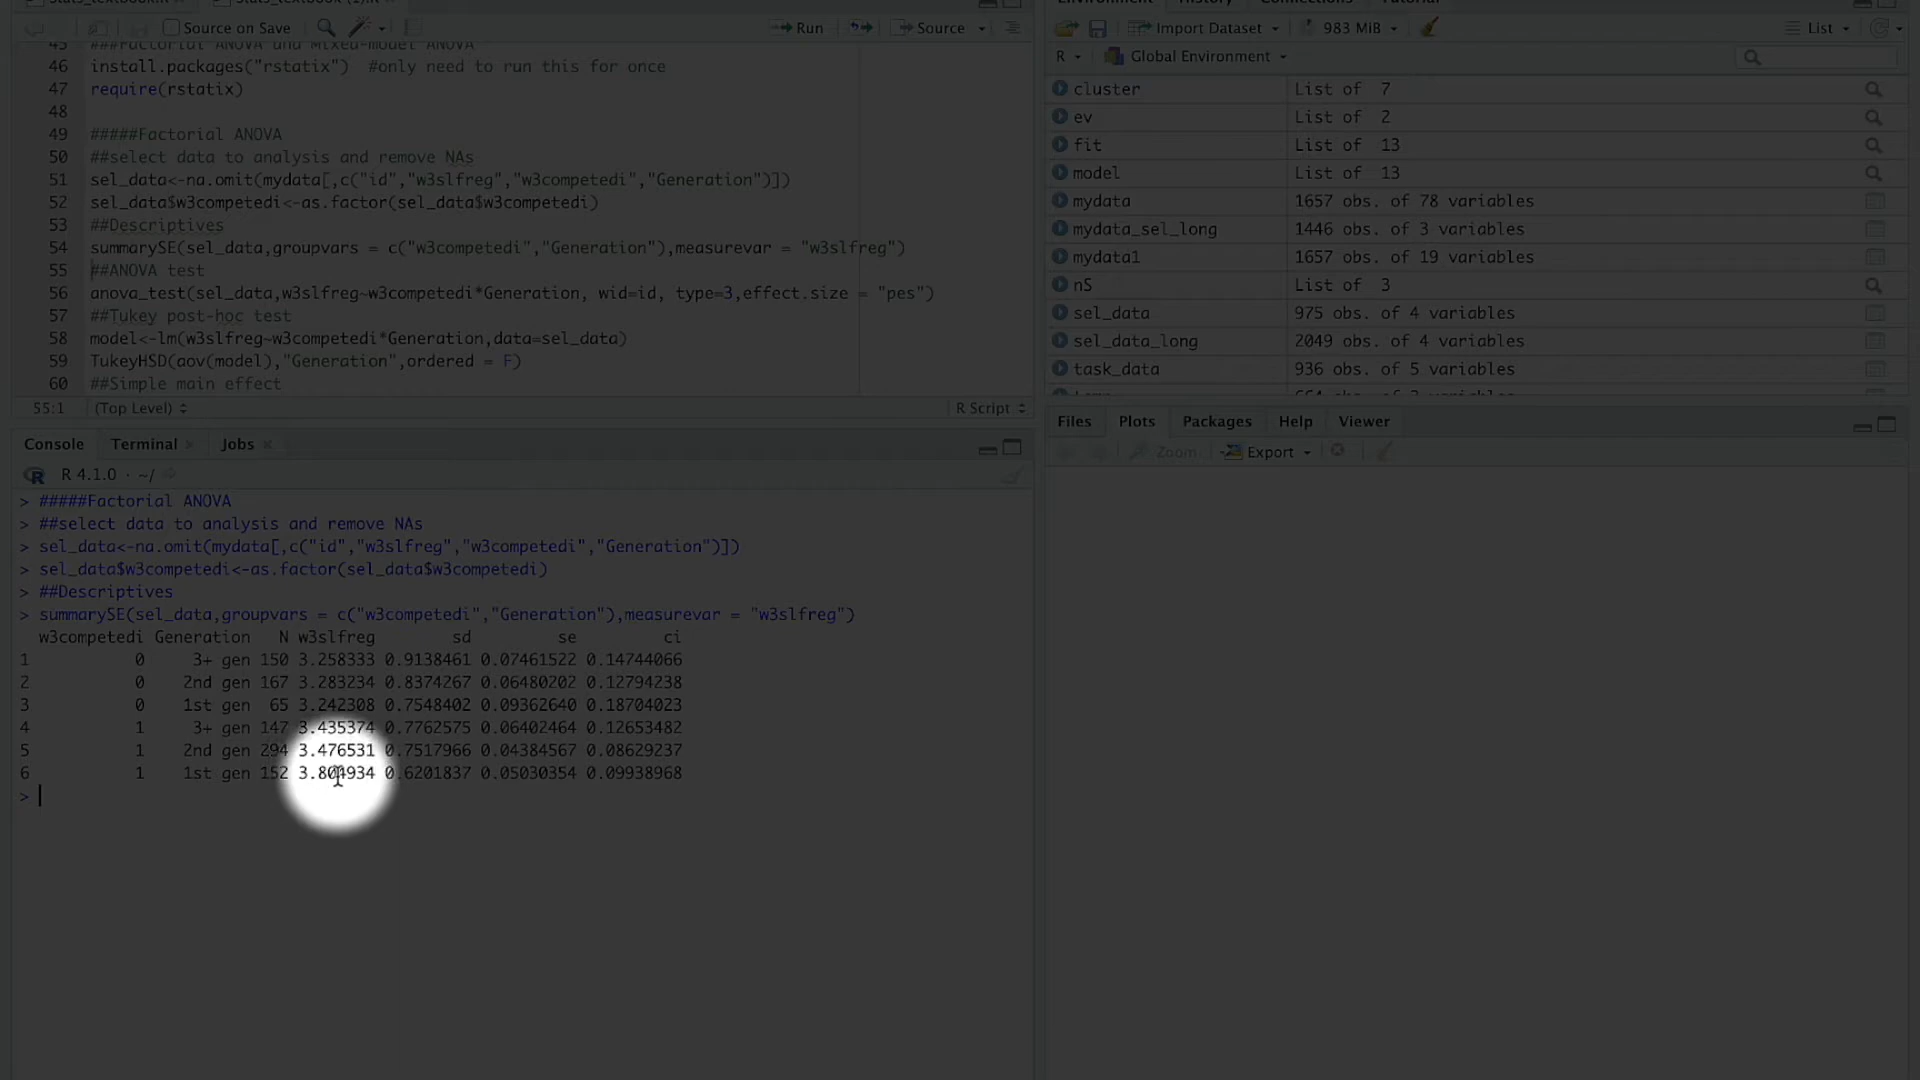 Source on Save
Run
Source
45 ###Factorial ANOVA and Mixed-model ANOVA
46 install.packages("rstatix")  #only need to run this for once
47 require(rstatix)
48
49 #####Factorial ANOVA
50 ##select data to analysis and remove NAs
51 sel_data<-na.omit(mydata[,c("id","w3slfreg","w3competedi","Generation")])
52 sel_data$w3competedi<-as.factor(sel_data$w3competedi)
53 ##Descriptives
54 summarySE(sel_data,groupvars = c("w3competedi","Generation"),measurevar = "w3slfreg")
55 ##ANOVA test
56 anova_test(sel_data,w3slfreg~w3competedi*Generation, wid=id, type=3,effect.size = "pes")
57 ##Tukey post-hoc test
58 model<-lm(w3slfreg~w3competedi*Generation,data=sel_data)
59 TukeyHSD(aov(model),"Generation",ordered = F)
60 ##Simple main effect
55:1 (Top Level) R Script
Console Terminal Jobs
R 4.1.0 · ~/
> #####Factorial ANOVA
> ##select data to analysis and remove NAs
> sel_data<-na.omit(mydata[,c("id","w3slfreg","w3competedi","Generation")])
> sel_data$w3competedi<-as.factor(sel_data$w3competedi)
> ##Descriptives
> summarySE(sel_data,groupvars = c("w3competedi","Generation"),measurevar = "w3slfreg")
w3competedi Generation N w3slfreg sd se ci
1 0 3+ gen 150 3.258333 0.9138461 0.07461522 0.14744066
2 0 2nd gen 167 3.283234 0.8374267 0.06480202 0.12794238
3 0 1st gen 65 3.242308 0.7548402 0.09362640 0.18704023
4 1 3+ gen 147 3.435374 0.7762575 0.06402464 0.12653482
5 1 2nd gen 294 3.476531 0.7517966 0.04384567 0.08629237
6 1 1st gen 152 3.804934 0.6201837 0.05030354 0.09938968
>
Environment History Connections Tutorial
Import Dataset 983 MiB List
R Global Environment
cluster List of 7
ev List of 2
fit List of 13
model List of 13
mydata 1657 obs. of 78 variables
mydata_sel_long 1446 obs. of 3 variables
mydata1 1657 obs. of 19 variables
nS List of 3
sel_data 975 obs. of 4 variables
sel_data_long 2049 obs. of 4 variables
task_data 936 obs. of 5 variables
Files Plots Packages Help Viewer
Zoom Export